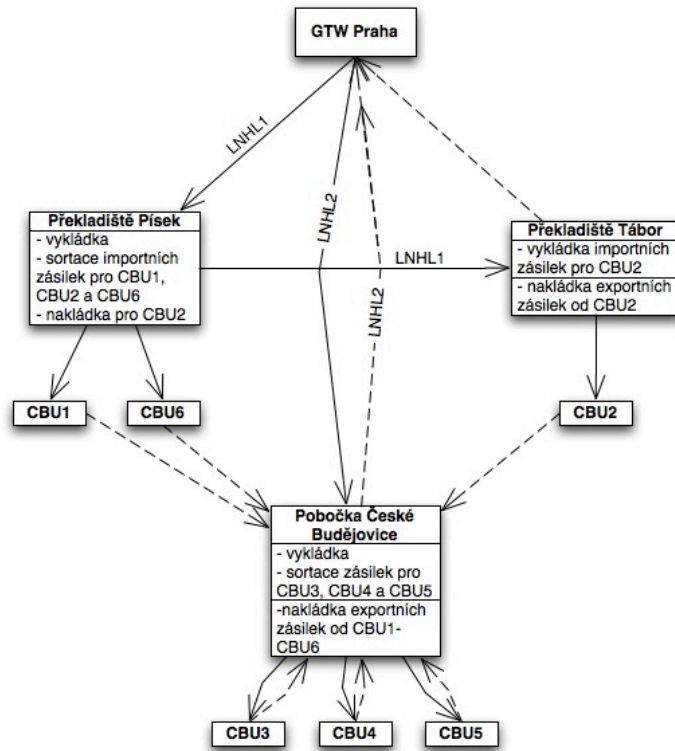 GTW Praha
LNHL1
LNHL2
Překladiště Písek
- vykládka
- sortace importních
zásilek pro CBU1,
CBU2 a CBU6
- nakládka pro CBU2
LNHL1
Překladiště Tábor
- vykládka importních
zásilek pro CBU2
- nakládka exportních
zásilek od CBU2
LNHL2
CBU1
CBU6
CBU2
Pobočka České
Budějovice
- vykládka
- sortace zásilek pro
CBU3, CBU4 a CBU5
-nakládka exportních
zásilek od CBU1-
CBU6
CBU3
CBU4
CBU5